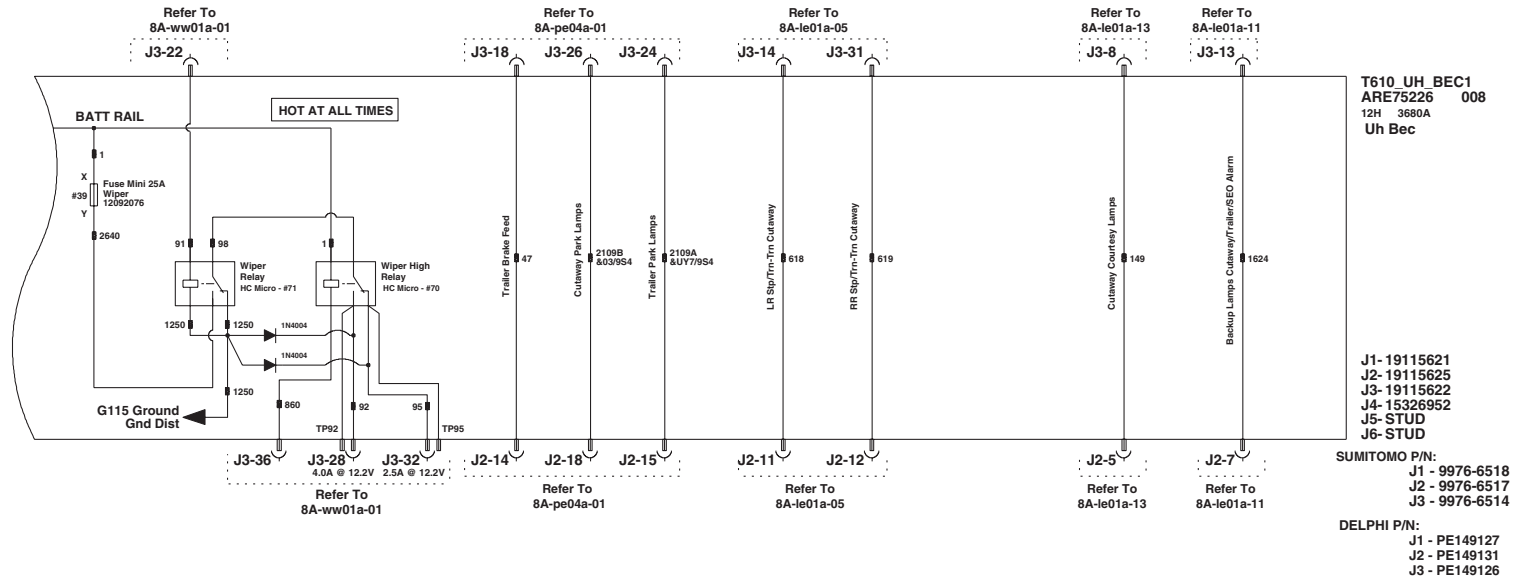 Refer To
8A-ww01a-01
J3-22
Refer To
8A-pe04a-01
J3-18 J3-26 J3-24
Refer To
8A-le01a-05
J3-14 J3-31
Refer To
8A-le01a-13
J3-8
Refer To
8A-le01a-11
J3-13
T610_UH_BEC1
ARE75226 008
12H 3680A
Uh Bec
BATT RAIL
HOT AT ALL TIMES
1
X
#39
Y
Fuse Mini 25A
Wiper
12092076
2640
91
98
1
Wiper
Relay
HC Micro - #71
Wiper High
Relay
HC Micro - #70
1250
1250
1N4004
1N4004
1250
G115 Ground
Gnd Dist
860
TP92
92
95
TP95
Trailer Brake Feed
47
Cutaway Park Lamps
2109B
&03/9S4
Trailer Park Lamps
2109A
&UY7/9S4
LR Stp/Trn-Trn Cutaway
618
RR Stp/Trn-Trn Cutaway
619
Cutaway Courtesy Lamps
149
Backup Lamps Cutaway/Trailer/SEO Alarm
1624
J3-36 J3-28 J3-32
4.0A @ 12.2V 2.5A @ 12.2V
Refer To
8A-ww01a-01
J2-14 J2-18 J2-15
Refer To
8A-pe04a-01
J2-11 J2-12
Refer To
8A-le01a-05
J2-5
Refer To
8A-le01a-13
J2-7
Refer To
8A-le01a-11
J1- 19115621
J2- 19115625
J3- 19115622
J4- 15326952
J5- STUD
J6- STUD
SUMITOMO P/N:
J1 - 9976-6518
J2 - 9976-6517
J3 - 9976-6514
DELPHI P/N:
J1 - PE149127
J2 - PE149131
J3 - PE149126